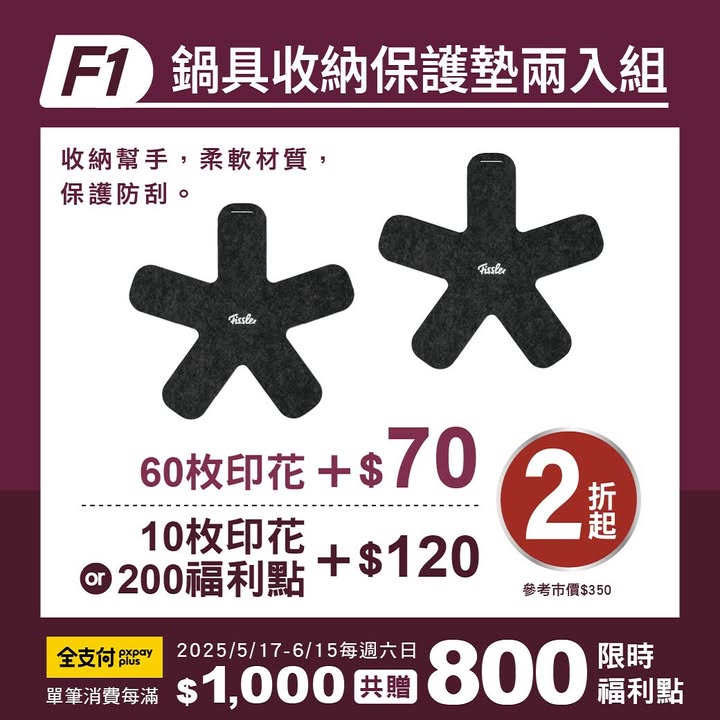 F1 鍋具收納保護墊兩入組
收納幫手，柔軟材質，
保護防刮。
Fissler
Fissler
60枚印花＋$70
10枚印花
or 200福利點 ＋$120
2折起
參考市價$350
全支付 pxpay plus
2025/5/17-6/15每週六日
單筆消費每滿 $1,000 共贈 800 限時福利點